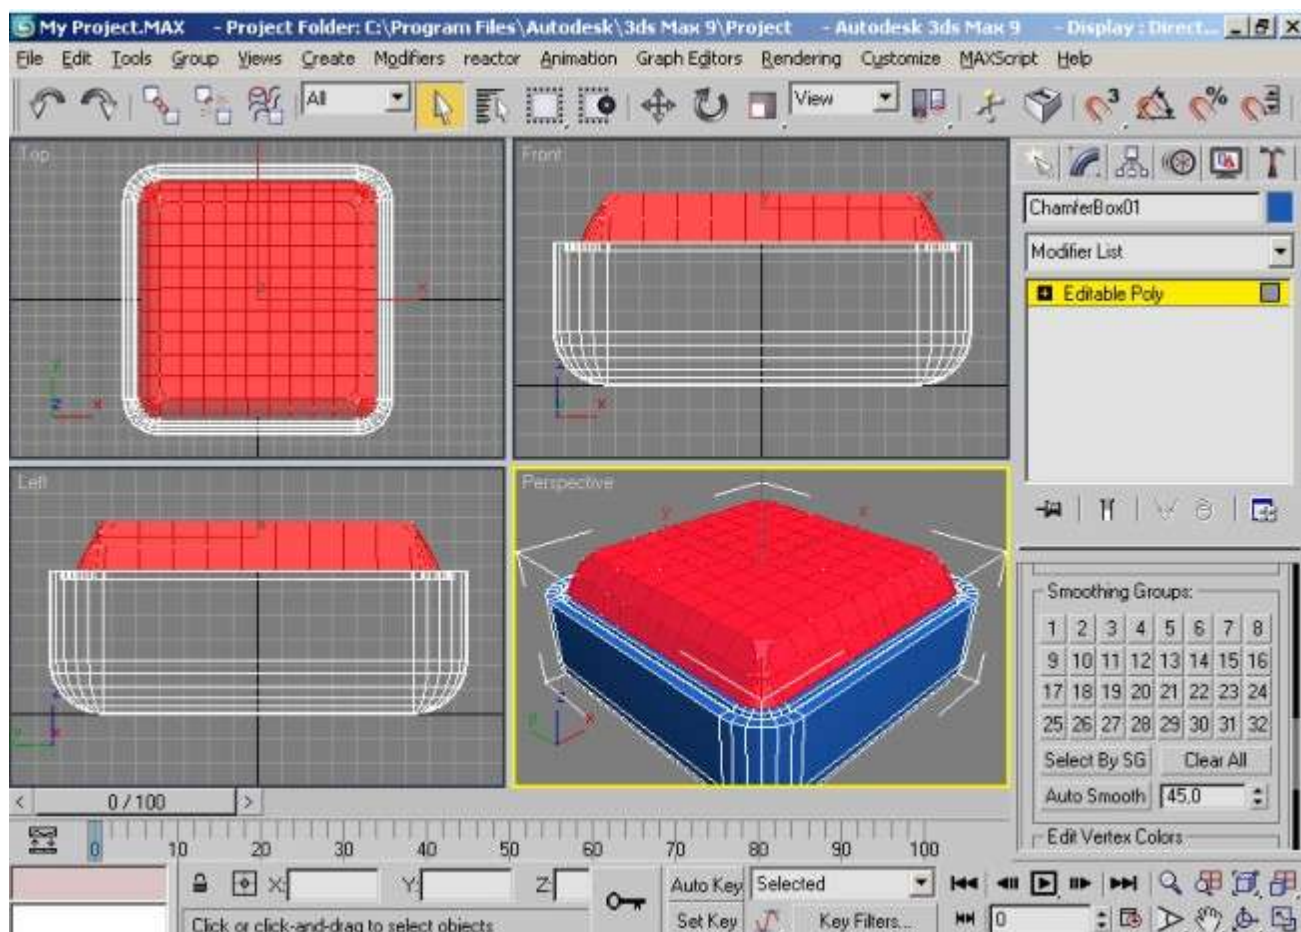 My Project.MAX - Project Folder: C:\Program Files\Autodesk\3ds Max 9\Project - Autodesk 3ds Max 9 - Display : Direct...
File Edit Tools Group Views Create Modifiers reactor Animation Graph Editors Rendering Customize MAXScript Help
All View 3 %
Top Front
ChamferBox01
Modifier List
Editable Poly
Left Perspective
Smoothing Groups:
1 2 3 4 5 6 7 8
9 10 11 12 13 14 15 16
17 18 19 20 21 22 23 24
25 26 27 28 29 30 31 32
Select By SG Clear All
Auto Smooth 45,0
Edit Vertex Colors
0 / 100
0 10 20 30 40 50 60 70 80 90 100
X: Y: Z: Auto Key Selected
Click or click-and-drag to select objects Set Key Key Filters... 0